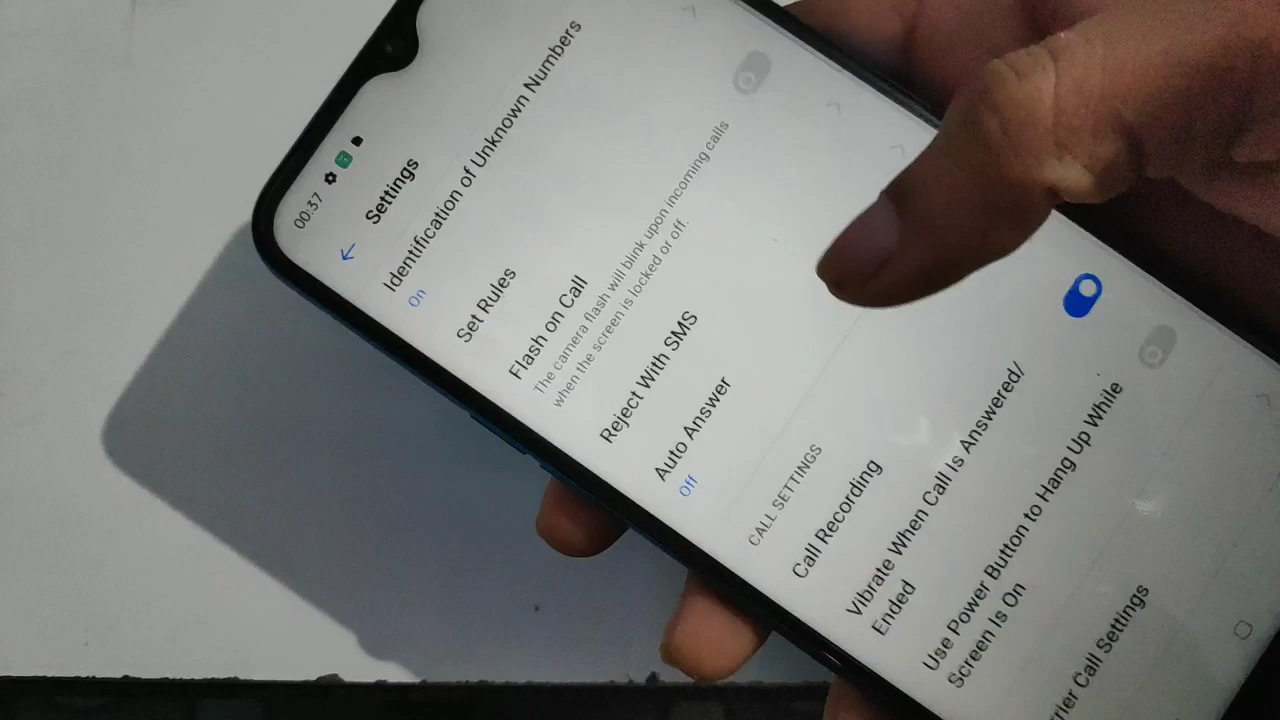 00:37
Settings
Identification of Unknown Numbers
On
Set Rules
Flash on Call
The camera flash will blink upon incoming calls
when the screen is locked or off.
Reject With SMS
Auto Answer
Off
CALL SETTINGS
Call Recording
Vibrate When Call Is Answered/
Ended
Use Power Button to Hang Up While
Screen Is On
rrier Call Settings